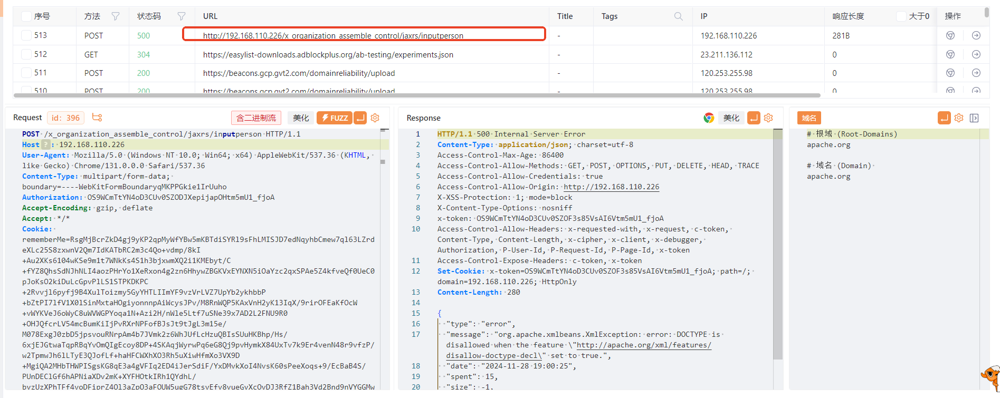 序号 方法 状态码 URL Title Tags IP 响应长度 大于0 操作
513 POST 500 http://192.168.110.226/x_organization_assemble_control/jaxrs/inputperson - 192.168.110.226 281B
512 GET 304 https://easylist-downloads.adblockplus.org/ab-testing/experiments.json - 23.211.136.112 0
511 POST 200 https://beacons.gcp.gvt2.com/domainreliability/upload - 120.253.255.98 0
510 POST 200 https://beacons.gcp.gvt2.com/domainreliability/upload - 120.253.255.98 0
Request id: 396 含二进制流 美化 FUZZ
POST /x_organization_assemble_control/jaxrs/inputperson HTTP/1.1
Host ? : 192.168.110.226
User-Agent: Mozilla/5.0 (Windows NT 10.0; Win64; x64) AppleWebKit/537.36 (KHTML,
like Gecko) Chrome/131.0.0.0 Safari/537.36
Content-Type: multipart/form-data;
boundary=----WebKitFormBoundaryqMKPPGkie1IrUuho
Authorization: OS9WCmTtYN4oD3CUv0SZODJXepijapOHtm5mU1_fjoA
Accept-Encoding: gzip, deflate
Accept: */*
Cookie:
rememberMe=RsgMjBcrZkD4gj9yKP2qpMyWfYBw5mKBTdiSYRl9sFhLMISJD7edNqyhbCmew7ql63LZrd
eXLc25S8zxwnV2Qm7IdKATbRC2m3c4Qo+vdmp/8kI
+Au2XKs6104wKSe9m1t7WNkKs4S1h3bjxwmXQ2i1KMEbyt/C
+fYZ8QhsSdNJhNLI4aozPHrYo1XeRxon4g2zn6HhywZBGKVxEYNXN5iOaYzc2qxSPAe5Z4kfveQf0UeC0
pJoKsO2kiDuLcGpvPlLS1STPKDKPC
+2Rvvjl6pyfj9B4XulToizmy5GyYHTLIImYF9vzVrLVZ7UpYb2ykhbbP
+bZtPI7lfV1X0lSinMxtaHOgiyonnnpAiWcysJPv/M8RnWQP5KAxVnH2yK13IqX/9rirOFEaKfOcW
+vWYKVeJ6oWyC8uWVWGPYoqa1N+Azi2H/nWle5Ltf7uSNe39x7AD2L2FNU9R0
+OHJQfcrLV54mcBumKiIjPvRXrNPFofBJsJt9tJgL3m15e/
M078ExgJ0zbD5jpsvouRNrpAm4b7JVmk2z6WhJUfLcHzuQBIsSUuHKBhp/Hs/
6xjEJGtwaTqpRBqYvOmQIgEcoy8DP+4SKAqjWyrwPq6eG8Qj9pvHymkX84UxTv7k9Er4venN48r9vfzP/
w2TpmwJh6lLTyE3QJofLf+haHFCWXhXO3Rh5uXiwHfmXo3VX9D
+MgiQA2MHbTHWPISgsKG8qE3a4gVFIq2ED4iJerSdiF/YxDMvkXoI4NvsK60sPeeXoqs+9/EcBaB4S/
PUnDEClGf6hAPNiaXDv2mK+XYFHOtkIRh1QYdhL/
Response 美化
1 HTTP/1.1 500 Internal Server Error
2 Content-Type: application/json; charset=utf-8
3 Access-Control-Max-Age: 86400
4 Access-Control-Allow-Methods: GET, POST, OPTIONS, PUT, DELETE, HEAD, TRACE
5 Access-Control-Allow-Credentials: true
6 Access-Control-Allow-Origin: http://192.168.110.226
7 X-XSS-Protection: 1; mode=block
8 X-Content-Type-Options: nosniff
9 x-token: OS9WCmTtYN4oD3CUv0SZOF3s85VsAI6Vtm5mU1_fjoA
10 Access-Control-Allow-Headers: x-requested-with, x-request, c-token,
Content-Type, Content-Length, x-cipher, x-client, x-debugger,
Authorization, P-User-Id, P-Request-Id, P-Page-Id, x-token
11 Access-Control-Expose-Headers: c-token, x-token
12 Set-Cookie: x-token=OS9WCmTtYN4oD3CUv0SZOF3s85VsAI6Vtm5mU1_fjoA; path=/;
domain=192.168.110.226; HttpOnly
13 Content-Length: 280
14
15 {
16 "type": "error",
17 "message": "org.apache.xmlbeans.XmlException: error: DOCTYPE is
disallowed when the feature \"http://apache.org/xml/features/
disallow-doctype-decl\" set to true.",
18 "date": "2024-11-28 19:00:25",
19 "spent": 15,
20 "size": -1,
域名
# 根域 (Root-Domains)
apache.org
# 域名 (Domain)
apache.org